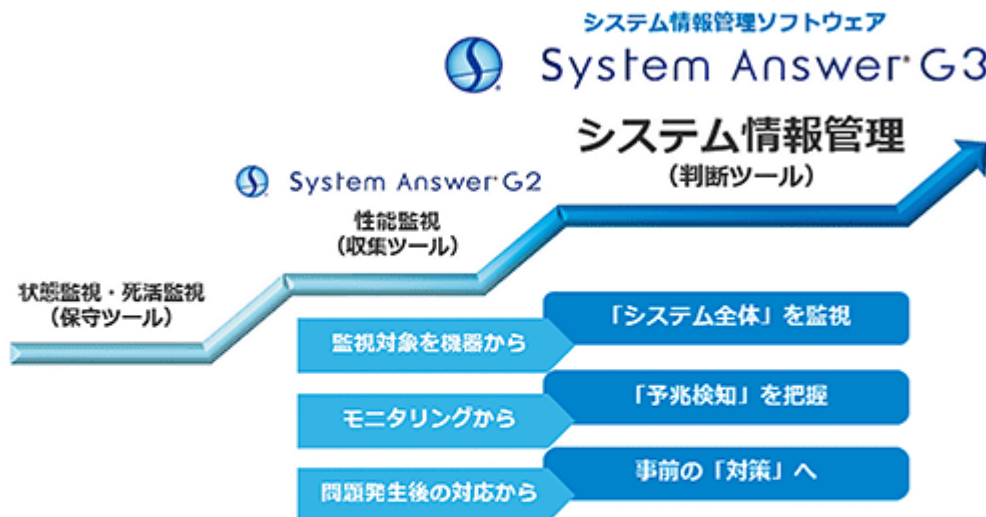 システム情報管理ソフトウェア
System Answer® G3
システム情報管理
（判断ツール）
System Answer® G2
性能監視
（収集ツール）
状態監視・死活監視
（保守ツール）
監視対象を機器から
「システム全体」を監視
モニタリングから
「予兆検知」を把握
問題発生後の対応から
事前の「対策」へ